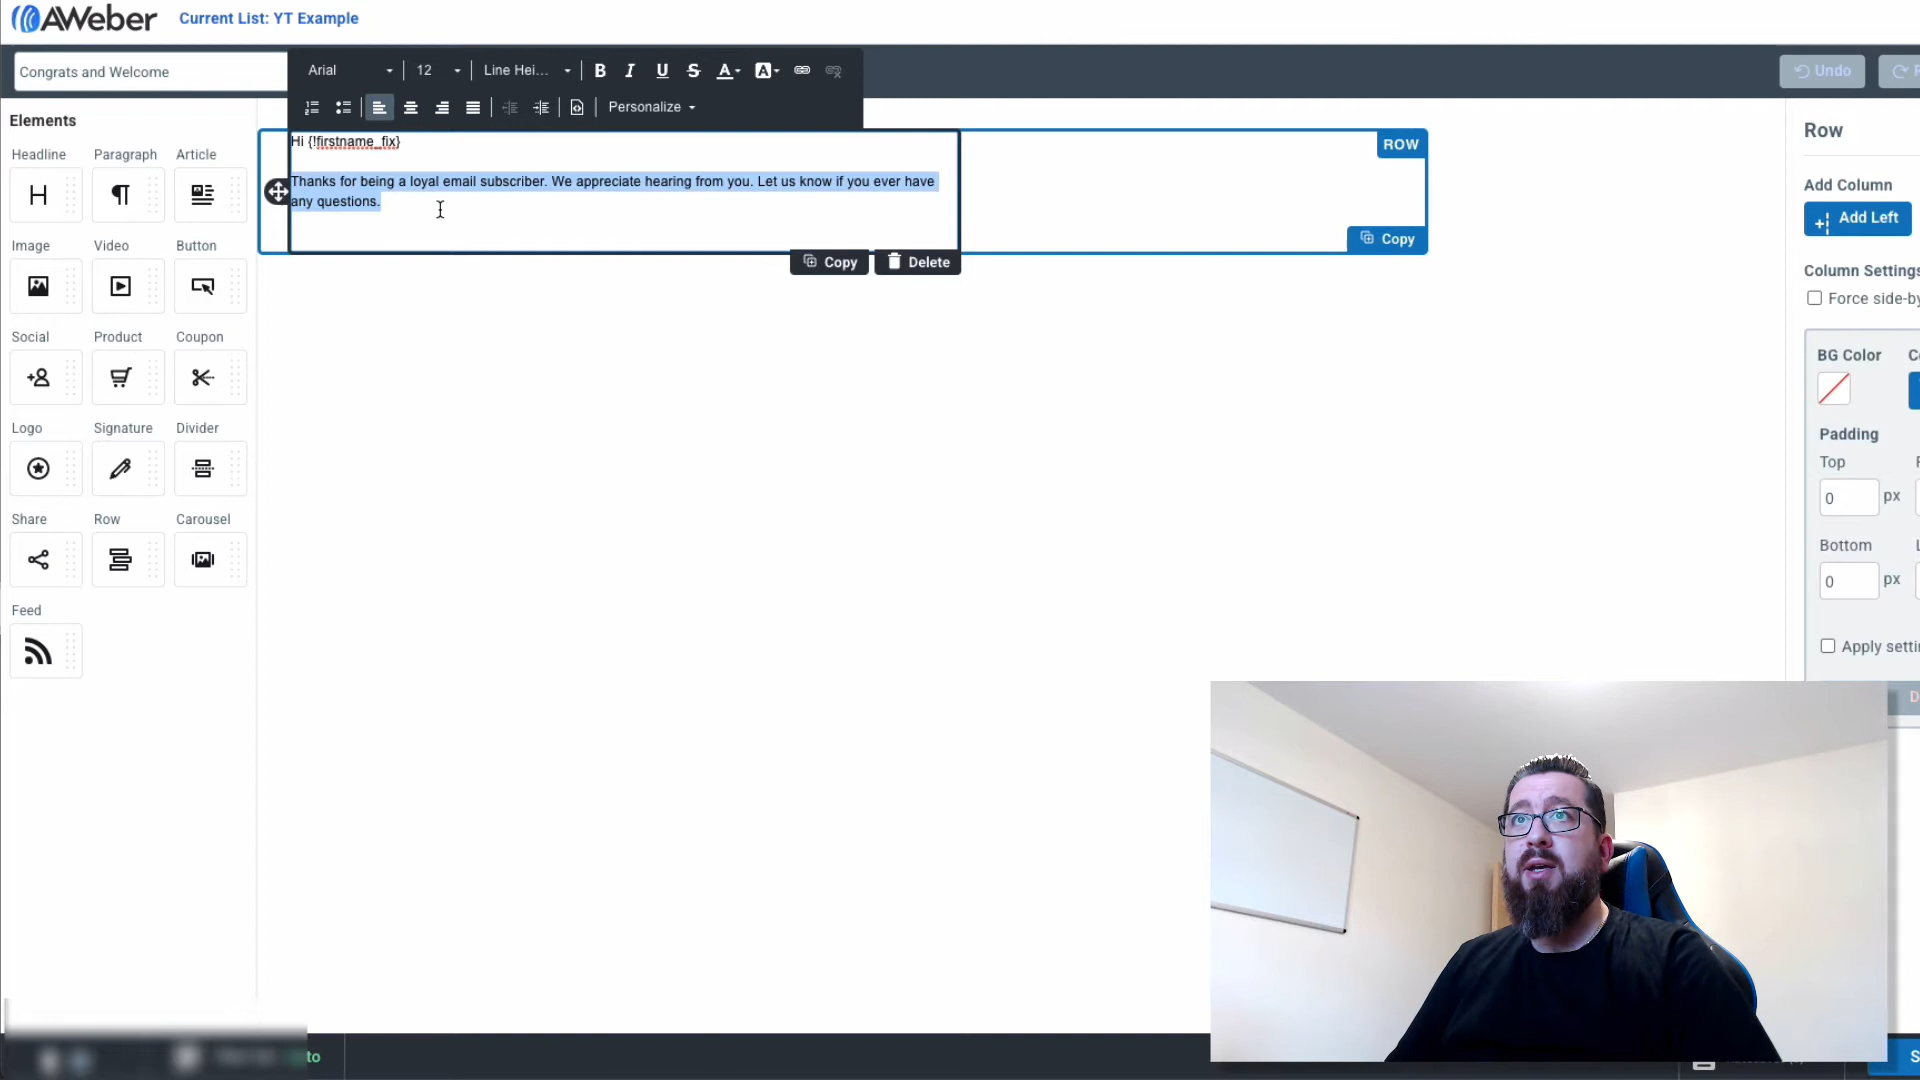 AWeber
Current List: YT Example
Congrats and Welcome
Arial
12
Line Hei...
Personalize
Undo
Elements
Headline
Paragraph
Article
Image
Video
Button
Social
Product
Coupon
Logo
Signature
Divider
Share
Row
Carousel
Feed
Hi {!firstname_fix}
Thanks for being a loyal email subscriber. We appreciate hearing from you. Let us know if you ever have
any questions.
ROW
Copy
Copy
Delete
Row
Add Column
Add Left
Column Settings
Force side-by
BG Color
Padding
Top
0
px
Bottom
0
px
Apply setti
to